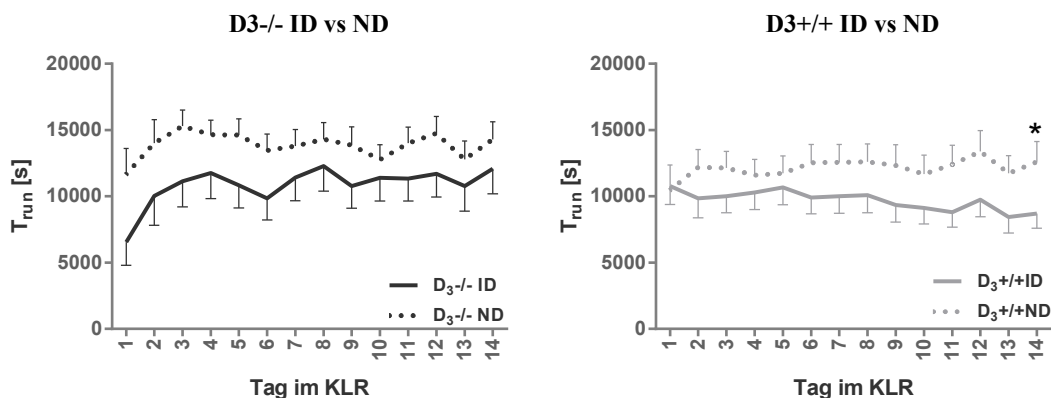 D3-/- ID vs ND
20000
15000
10000
5000
0
T_run [s]
D₃-/- ID
D₃-/- ND
1 2 3 4 5 6 7 8 9 10 11 12 13 14
Tag im KLR
D3+/+ ID vs ND
20000
15000
10000
5000
0
T_run [s]
*
D₃+/+ID
D₃+/+ND
1 2 3 4 5 6 7 8 9 10 11 12 13 14
Tag im KLR